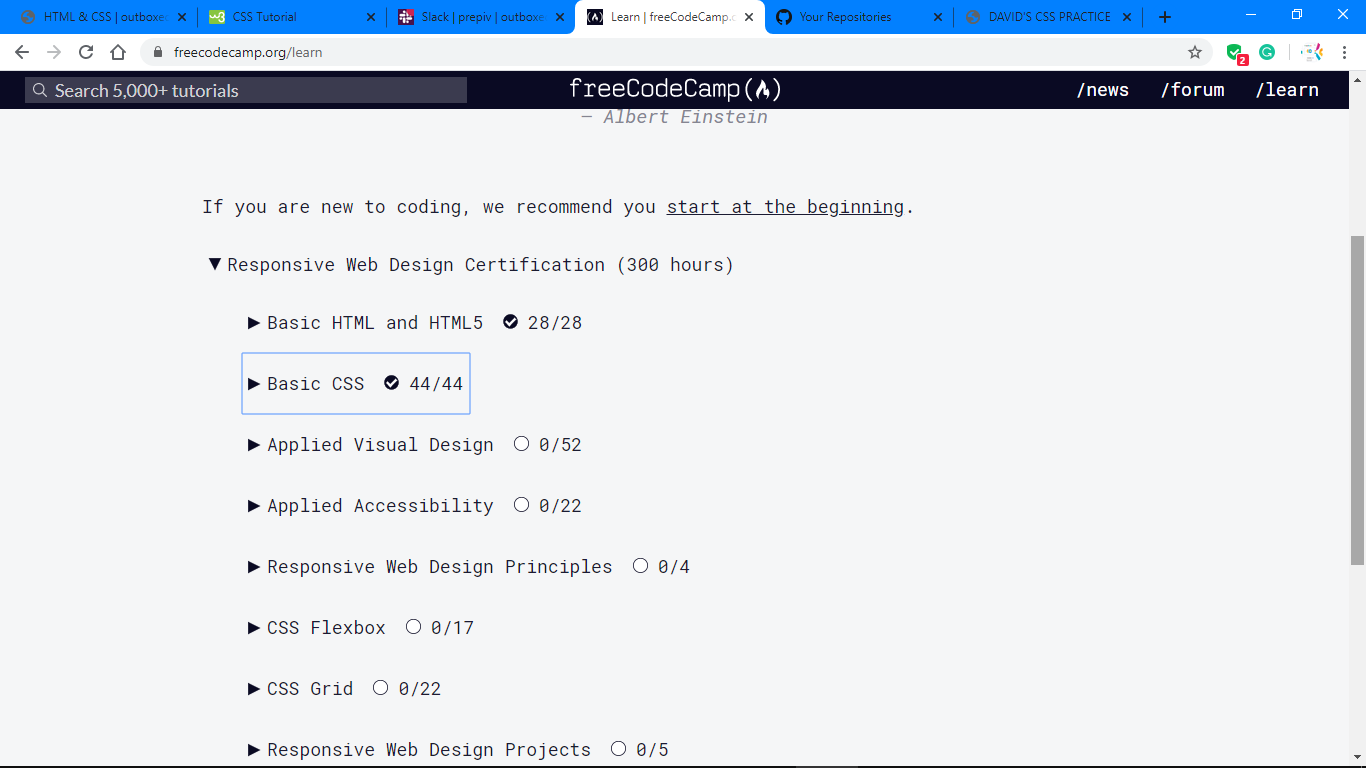 HTML & CSS | outboxe
CSS Tutorial
Slack | prepiv | outboxe
Learn | freeCodeCamp.o
Your Repositories
DAVID'S CSS PRACTICE
freecodecamp.org/learn
2
Search 5,000+ tutorials
freeCodeCamp
/news
/forum
/learn
— Albert Einstein
If you are new to coding, we recommend you start at the beginning.
Responsive Web Design Certification (300 hours)
Basic HTML and HTML5 28/28
Basic CSS 44/44
Applied Visual Design 0/52
Applied Accessibility 0/22
Responsive Web Design Principles 0/4
CSS Flexbox 0/17
CSS Grid 0/22
Responsive Web Design Projects 0/5